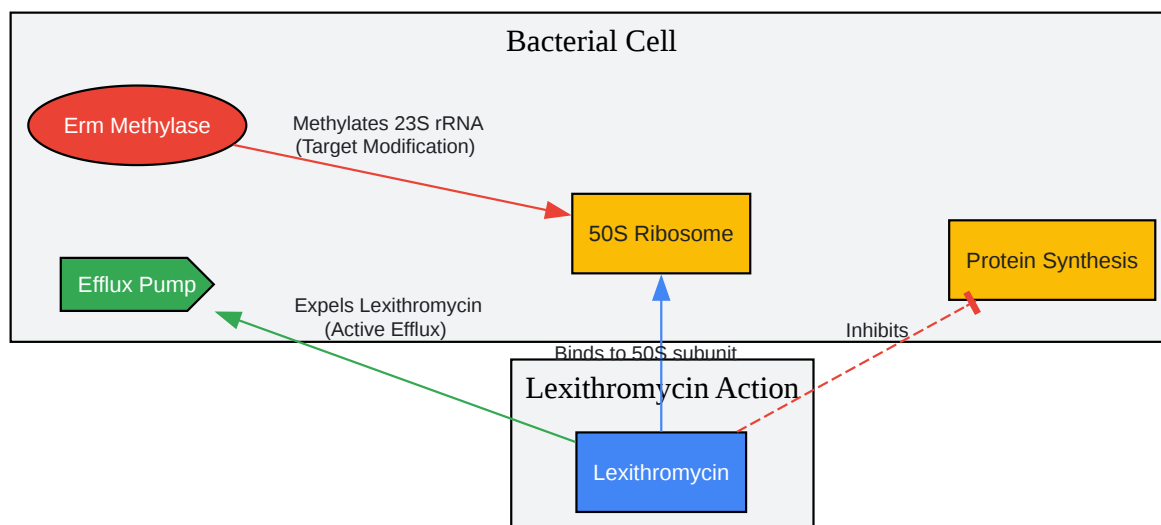 Bacterial Cell
Erm Methylase
Methylates 23S rRNA
(Target Modification)
50S Ribosome
Protein Synthesis
Efflux Pump
Expels Lexithromycin
(Active Efflux)
Inhibits
Binds to 50S subunit
Lexithromycin Action
Lexithromycin